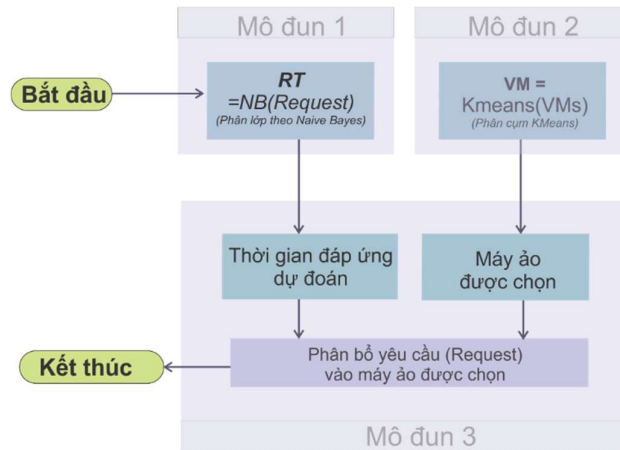 Mô đun 1
Mô đun 2
Bắt đầu
RT
=NB(Request)
(Phân lớp theo Naive Bayes)
VM =
Kmeans(VMs)
(Phân cụm KMeans)
Thời gian đáp ứng
dự đoán
Máy ảo
được chọn
Kết thúc
Phân bổ yêu cầu (Request)
vào máy ảo được chọn
Mô đun 3